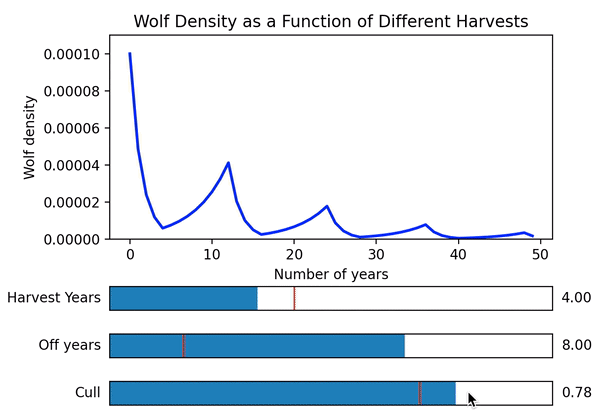 Wolf Density as a Function of Different Harvests
0.00010
0.00008
0.00006
0.00004
0.00002
0.00000
Wolf density
0 10 20 30 40 50
Number of years
Harvest Years 4.00
Off years 8.00
Cull 0.78